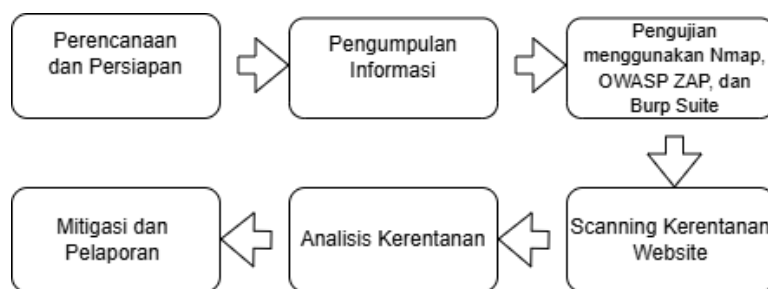 Perencanaan
dan Persiapan
Pengumpulan
Informasi
Pengujian
menggunakan Nmap,
OWASP ZAP, dan
Burp Suite
Scanning Kerentanan
Website
Analisis Kerentanan
Mitigasi dan
Pelaporan